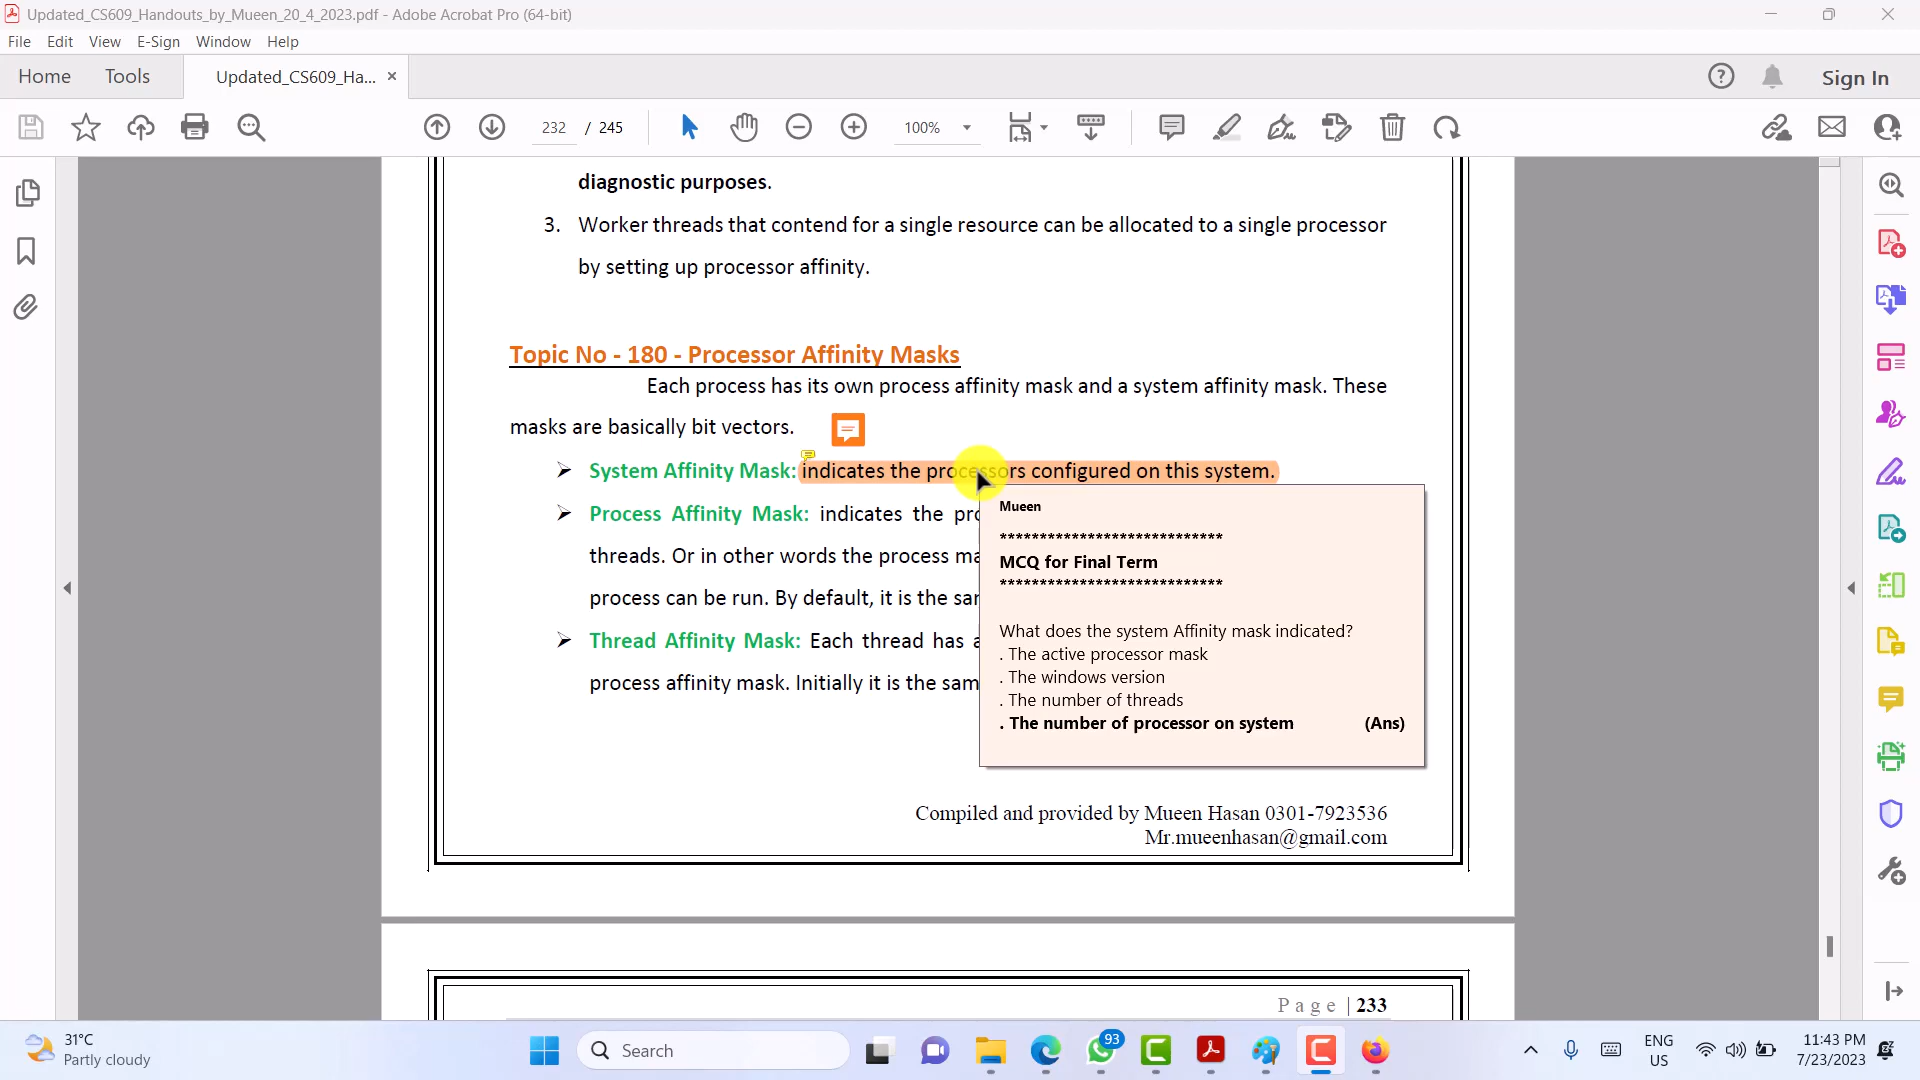 Updated_CS609_Handouts_by_Mueen_20_4_2023.pdf - Adobe Acrobat Pro (64-bit)
File Edit View E-Sign Window Help
Home Tools Updated_CS609_Ha... × Sign In
232 / 245 100%
diagnostic purposes.
3. Worker threads that contend for a single resource can be allocated to a single processor
by setting up processor affinity.
Topic No - 180 - Processor Affinity Masks
Each process has its own process affinity mask and a system affinity mask. These
masks are basically bit vectors.
➢ System Affinity Mask: indicates the processors configured on this system.
➢ Process Affinity Mask: indicates the pro
threads. Or in other words the process ma
process can be run. By default, it is the sam
➢ Thread Affinity Mask: Each thread has a
process affinity mask. Initially it is the sam
Mueen
****************************
MCQ for Final Term
****************************
What does the system Affinity mask indicated?
. The active processor mask
. The windows version
. The number of threads
. The number of processor on system (Ans)
Compiled and provided by Mueen Hasan 0301-7923536
Mr.mueenhasan@gmail.com
Page | 233
31°C
Partly cloudy
Search
93
ENG
US
11:43 PM
7/23/2023